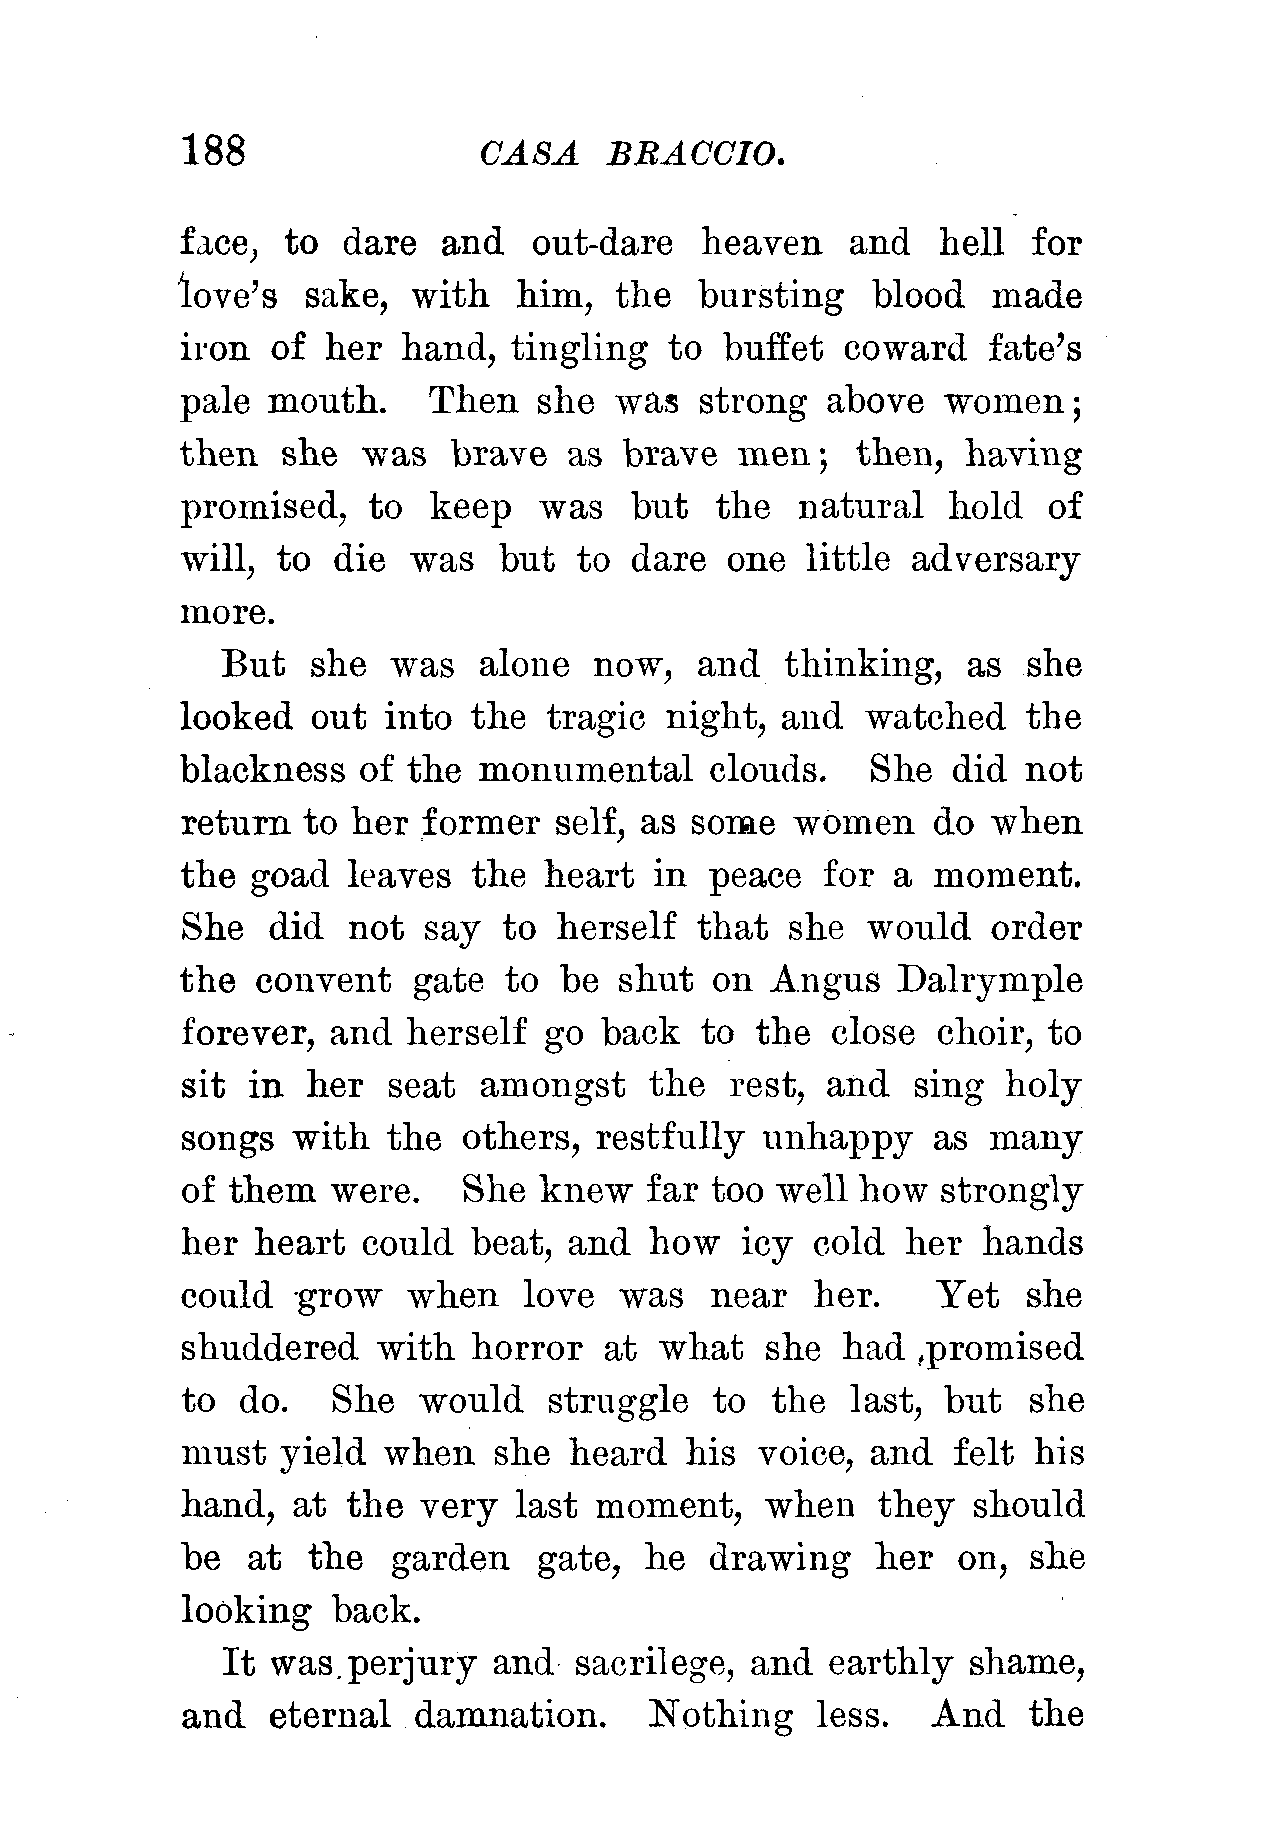 188 CASA BRACCIO.
face, to dare and out-dare heaven and hell for
love's sake, with him, the bursting blood made
iron of her hand, tingling to buffet coward fate's
pale mouth. Then she was strong above women;
then she was brave as brave men; then, having
promised, to keep was but the natural hold of
will, to die was but to dare one little adversary
more.
But she was alone now, and thinking, as she
looked out into the tragic night, and watched the
blackness of the monumental clouds. She did not
return to her former self, as some women do when
the goad leaves the heart in peace for a moment.
She did not say to herself that she would order
the convent gate to be shut on Angus Dalrymple
forever, and herself go back to the close choir, to
sit in her seat amongst the rest, and sing holy
songs with the others, restfully unhappy as many
of them were. She knew far too well how strongly
her heart could beat, and how icy cold her hands
could grow when love was near her. Yet she
shuddered with horror at what she had promised
to do. She would struggle to the last, but she
must yield when she heard his voice, and felt his
hand, at the very last moment, when they should
be at the garden gate, he drawing her on, she
looking back.
It was perjury and sacrilege, and earthly shame,
and eternal damnation. Nothing less. And the